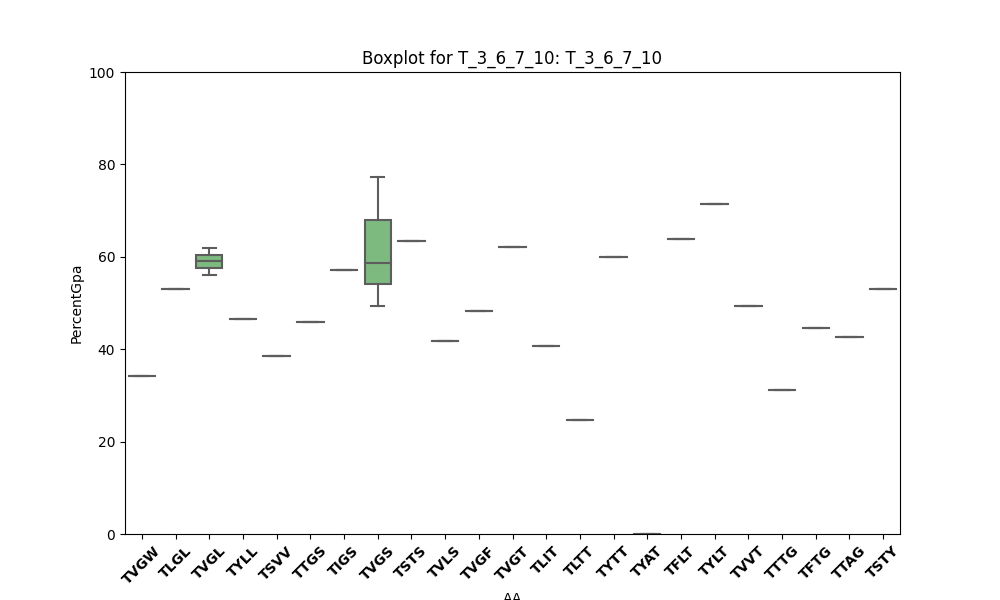 Boxplot for T_3_6_7_10: T_3_6_7_10
100
80
60
40
20
0
PercentGpa
TVGW TLGL TVGL TYLL TSVV TTGS TIGS TVGS TSTS TVLS TVGF TVGT TLIT TLTT TYTT TYAT TFLT TYLT TVVT TTTG TFTG TTAG TSTY
AA